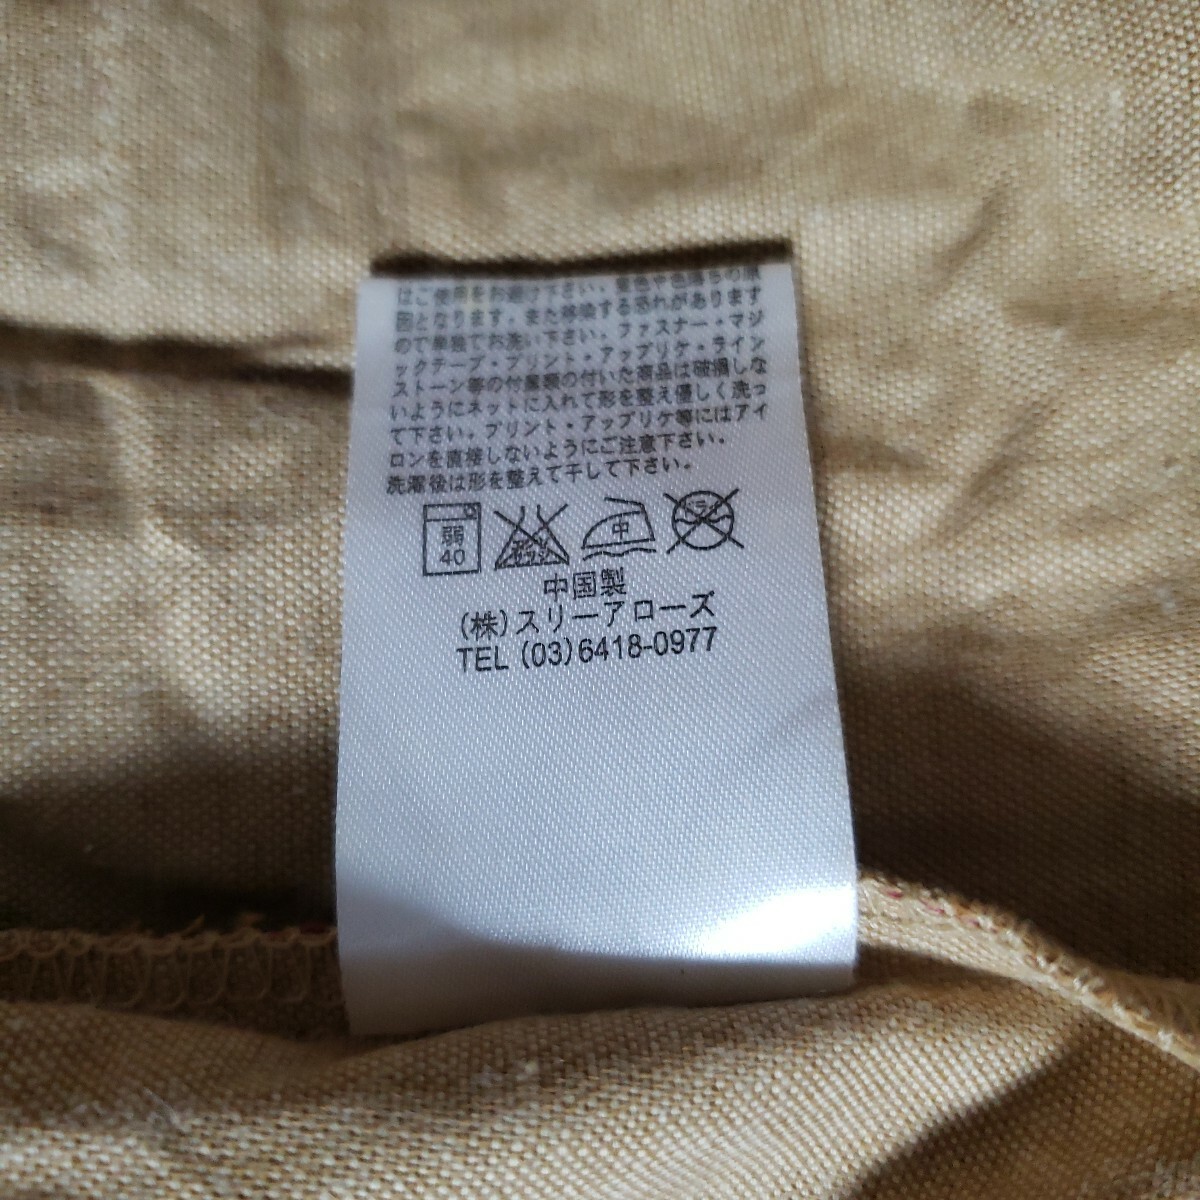 はご使用をお避け下さい。変色や色落ちの原
因となります。また移染する恐れがあります
ので単独でお洗い下さい。ファスナー・マジ
ックテープ・プリント・アップリケ・ライン
ストーン等の付属類の付いた商品は破損しな
いようにネットに入れて形を整え優しく洗っ
て下さい。プリント・アップリケ等にはアイ
ロンを直接しないようにご注意下さい。
洗濯後は形を整えて干して下さい。
弱 中 ドライ
40
中国製
(株)スリーアローズ
TEL (03)6418-0977